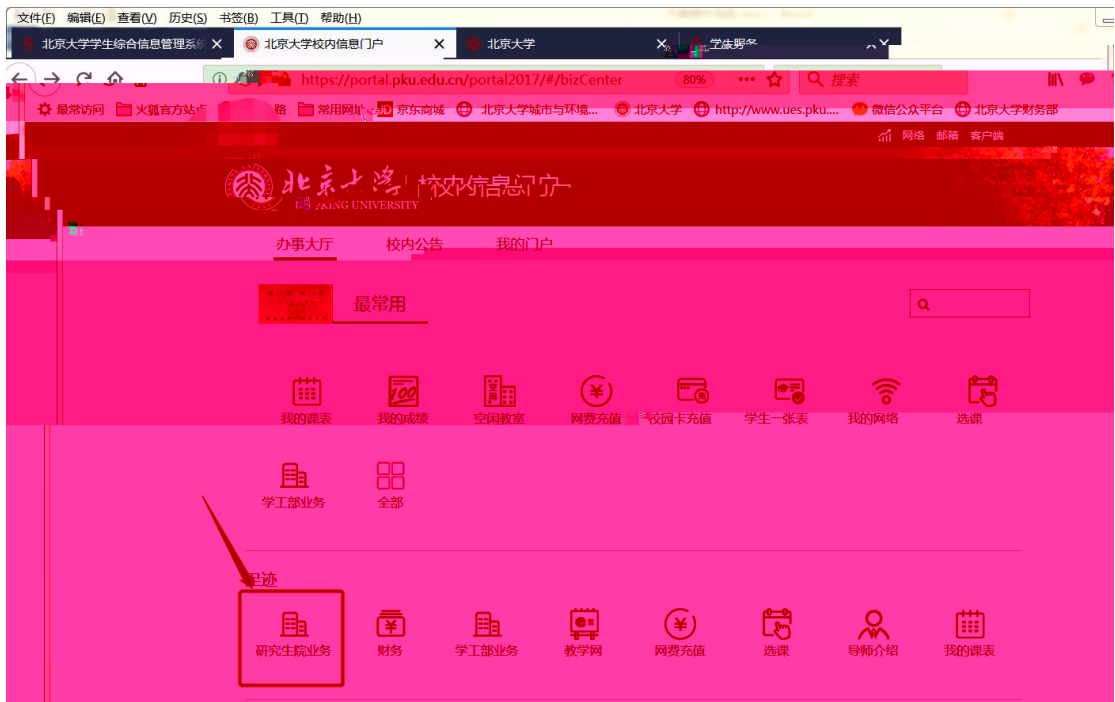 文件(F) 编辑(E) 查看(V) 历史(S) 书签(B) 工具(T) 帮助(H)
北京大学学生综合信息管理系统 北京大学校内信息门户 北京大学
https://portal.pku.edu.cn/portal2017/#/bizCenter 80% 搜索
最常访问 火狐官方站点 常用网址 JD 京东商城 北京大学城市与环境... 北京大学 http://www.ues.pku.... 微信公众平台 北京大学财务部
网络 邮箱 客户端
北京大学 校内信息门户
UNIVERSITY
办事大厅 校内公告 我的门户
最常用
我的课表 我的成绩 空闲教室 网费充值 校园卡充值 学生一张表 我的网络 选课
学工部业务 全部
足迹
研究生院业务 财务 学工部业务 教学网 网费充值 选课 导师介绍 我的课表